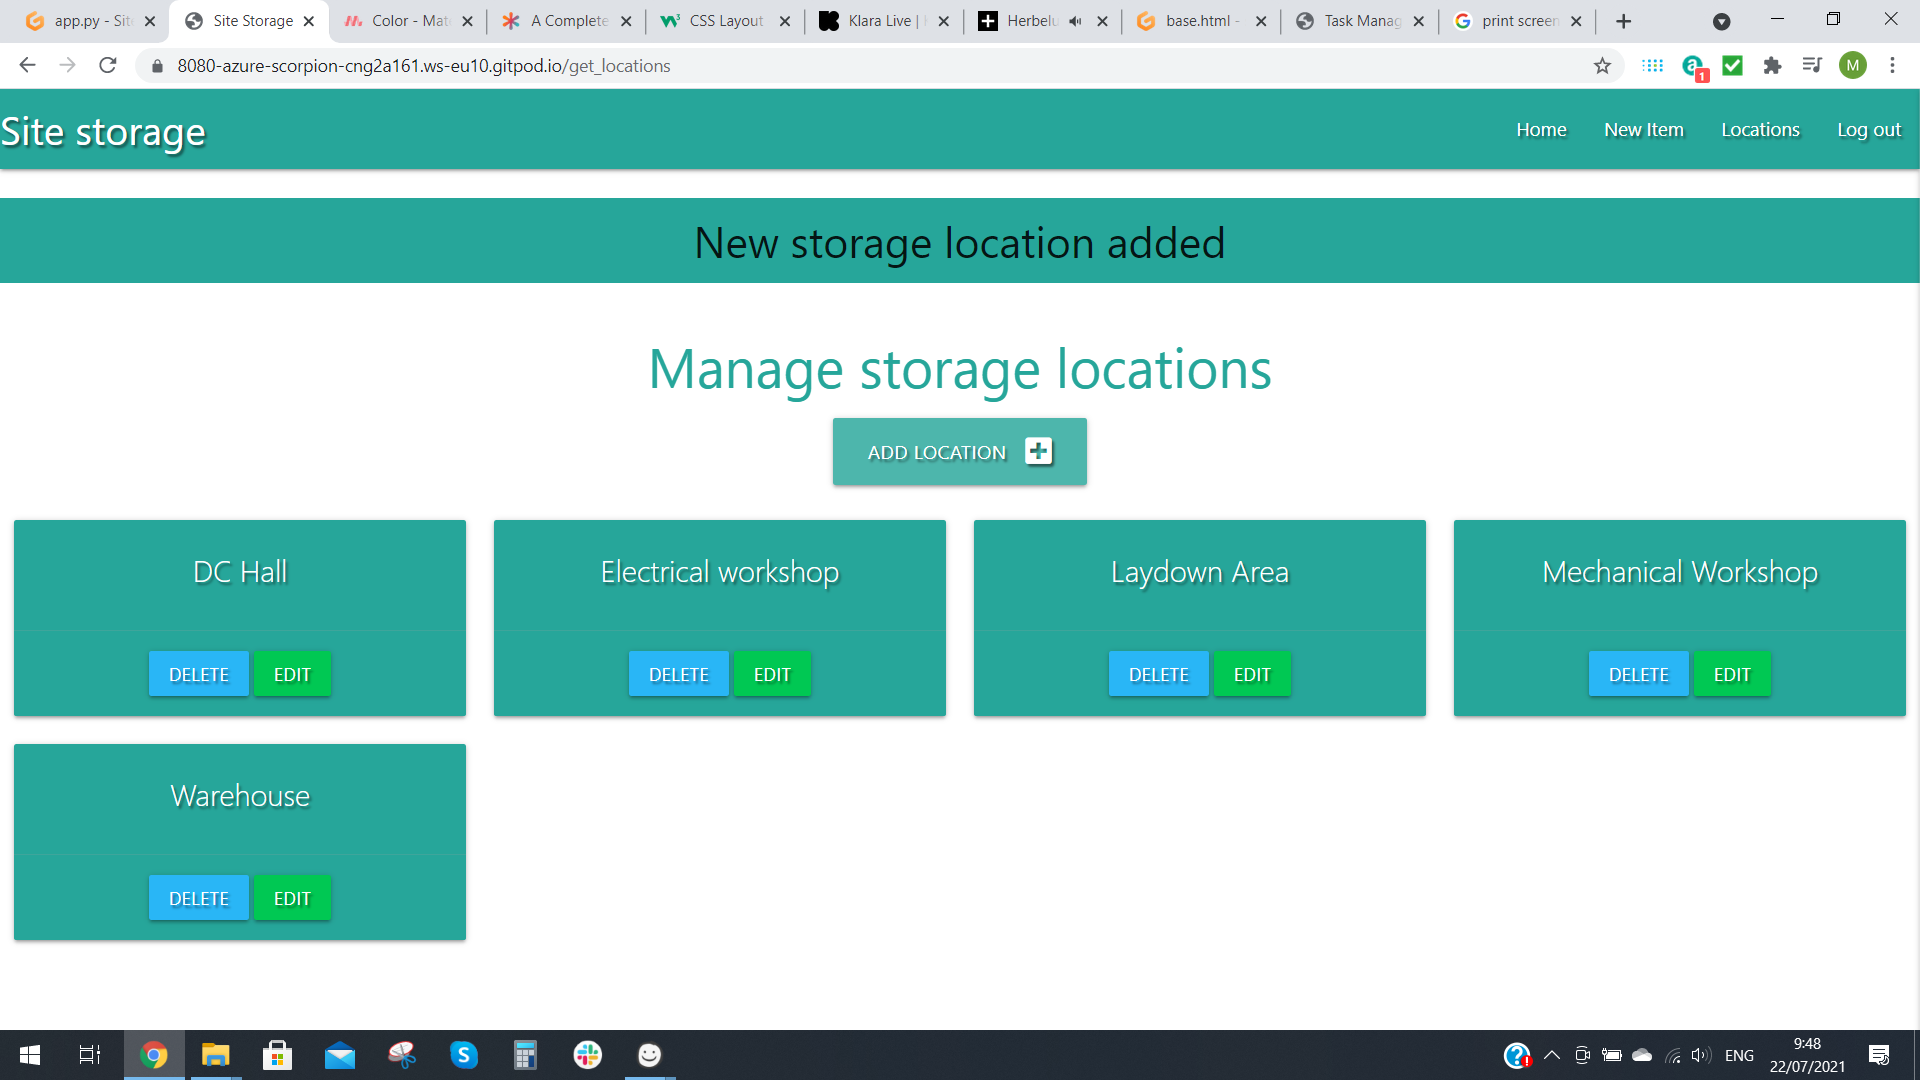 app.py - Sit
Site Storage
Color - Mat
A Complete
CSS Layout
Klara Live |
Herbelu
base.html -
Task Manag
print screen
8080-azure-scorpion-cng2a161.ws-eu10.gitpod.io/get_locations
1
M
Site storage
Home
New Item
Locations
Log out
New storage location added
Manage storage locations
ADD LOCATION
DC Hall
Electrical workshop
Laydown Area
Mechanical Workshop
DELETE EDIT
DELETE EDIT
DELETE EDIT
DELETE EDIT
Warehouse
DELETE EDIT
ENG
9:48
22/07/2021